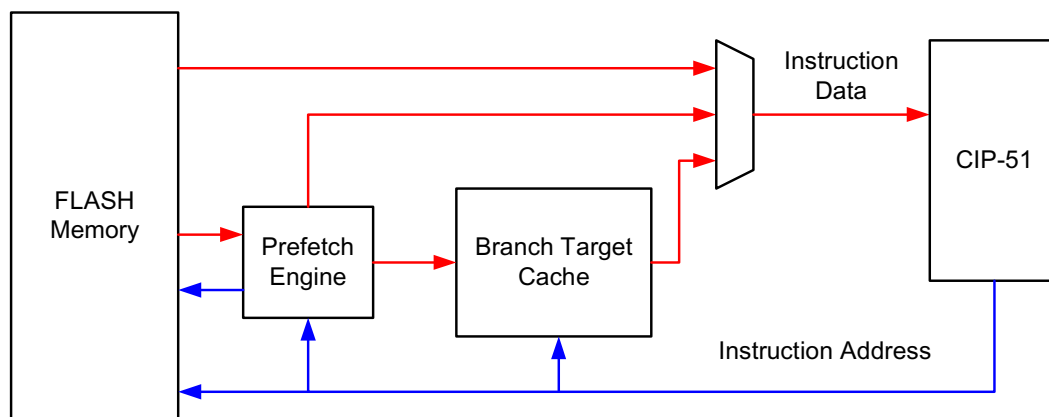 FLASH
Memory
Prefetch
Engine
Branch Target
Cache
Instruction
Data
CIP-51
Instruction Address